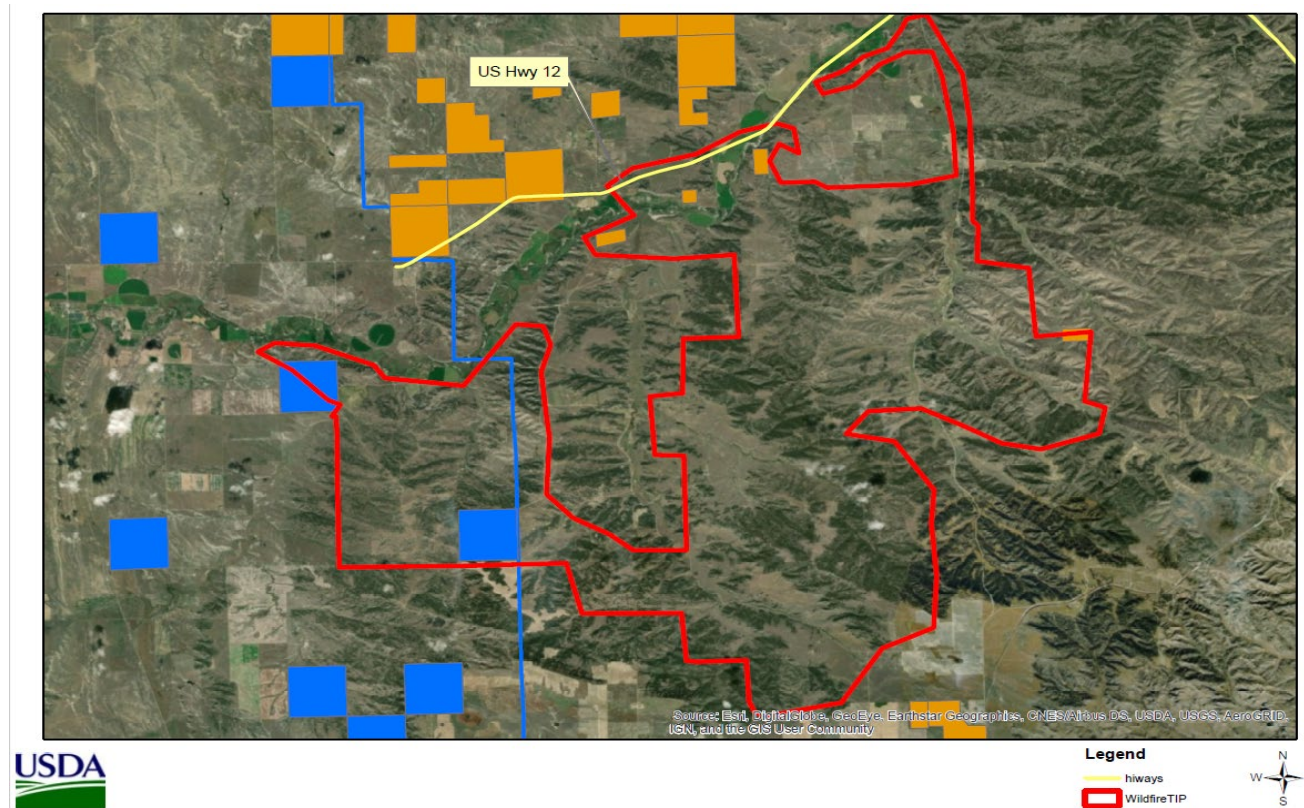 US Hwy 12
Source: Esri, DigitalGlobe, GeoEye, Earthstar Geographics, CNES/Airbus DS, USDA, USGS, AeroGRID,
IGN, and the GIS User Community
USDA
Legend
hiways
WildfireTIP
N
W E
S